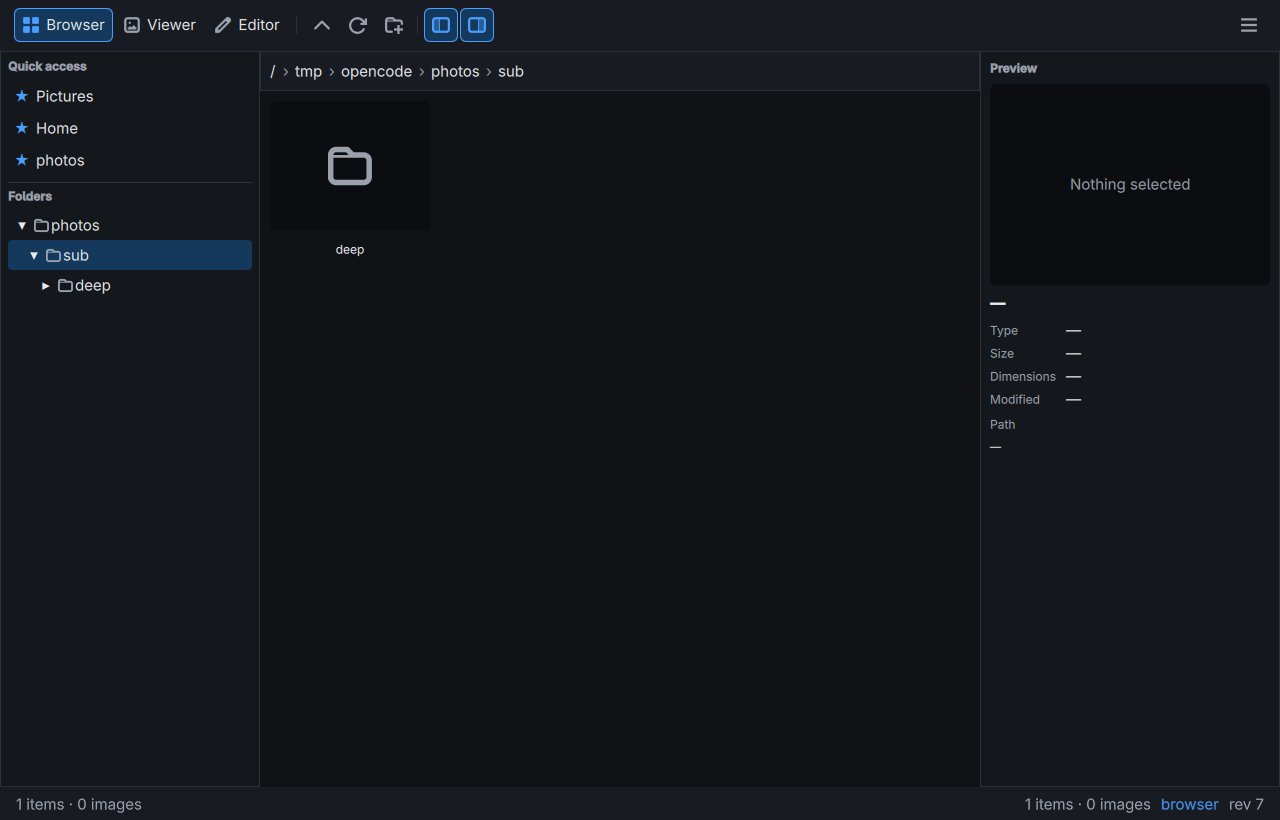 Browser Viewer Editor
Quick access
Pictures
Home
photos
Folders
photos
sub
deep
/ › tmp › opencode › photos › sub
deep
Preview
Nothing selected
—
Type —
Size —
Dimensions —
Modified —
Path
—
1 items · 0 images
1 items · 0 images browser rev 7